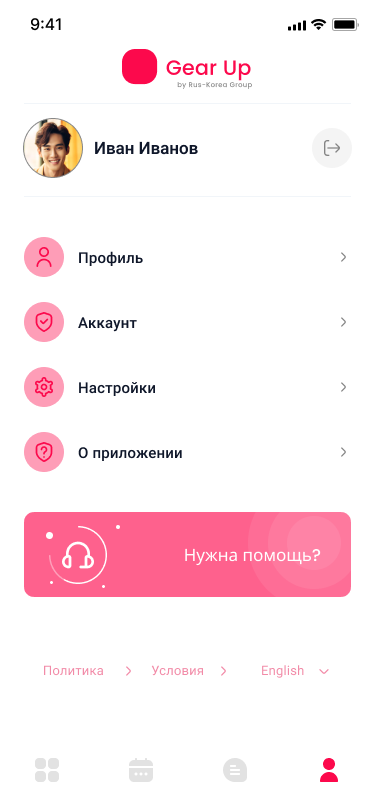 9:41
Gear Up
by Rus-Korea Group
Иван Иванов
Профиль
Аккаунт
Настройки
О приложении
Нужна помощь?
Политика
Условия
English